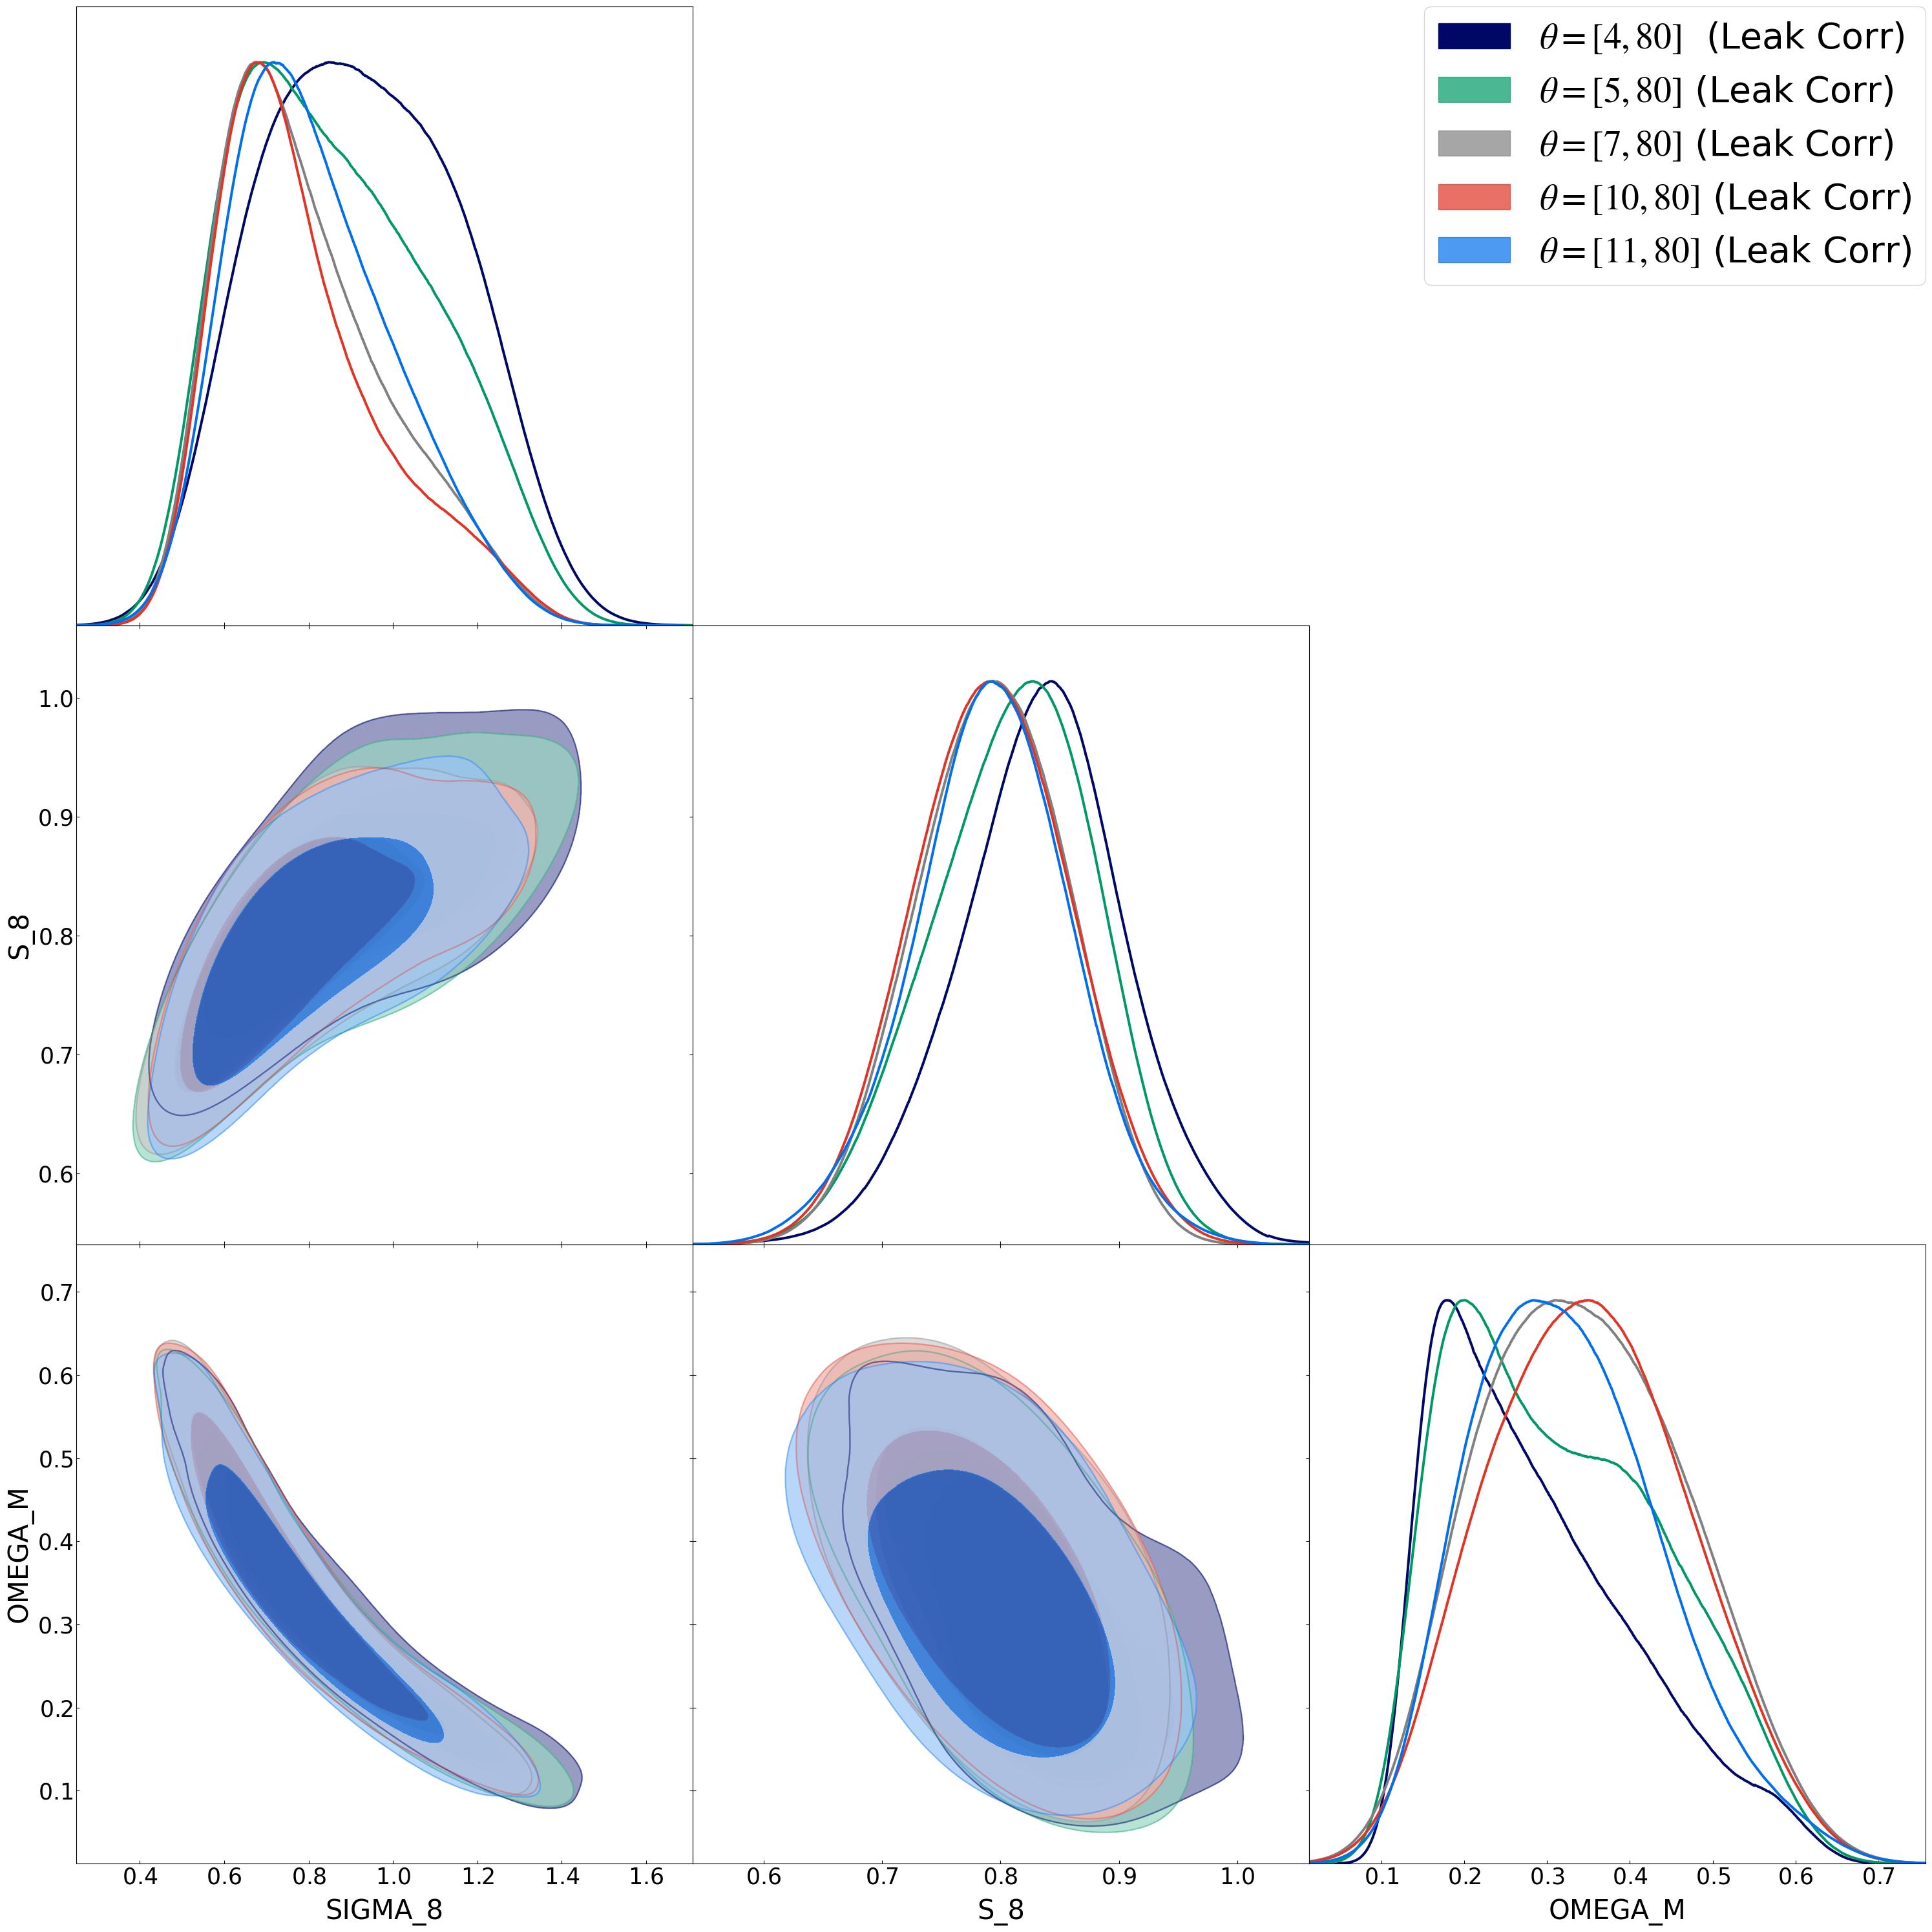 θ = [4, 80] (Leak Corr)
θ = [5, 80] (Leak Corr)
θ = [7, 80] (Leak Corr)
θ = [10, 80] (Leak Corr)
θ = [11, 80] (Leak Corr)
1.0
0.9
0.8
0.7
0.6
S_8
0.7
0.6
0.5
0.4
0.3
0.2
0.1
OMEGA_M
0.4 0.6 0.8 1.0 1.2 1.4 1.6
SIGMA_8
0.6 0.7 0.8 0.9 1.0
S_8
0.1 0.2 0.3 0.4 0.5 0.6 0.7
OMEGA_M